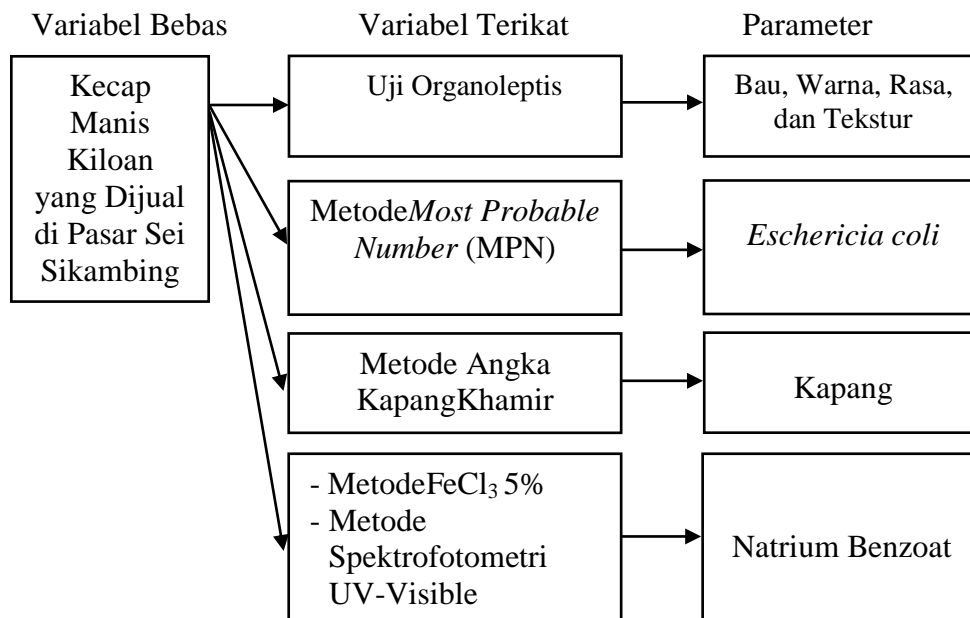 Variabel Bebas
Variabel Terikat
Parameter
Kecap
Manis
Kiloan
yang Dijual
di Pasar Sei
Sikambing
Uji Organoleptis
Bau, Warna, Rasa,
dan Tekstur
MetodeMost Probable
Number (MPN)
Eschericia coli
Metode Angka
KapangKhamir
Kapang
- MetodeFeCl₃ 5%
- Metode
Spektrofotometri
UV-Visible
Natrium Benzoat